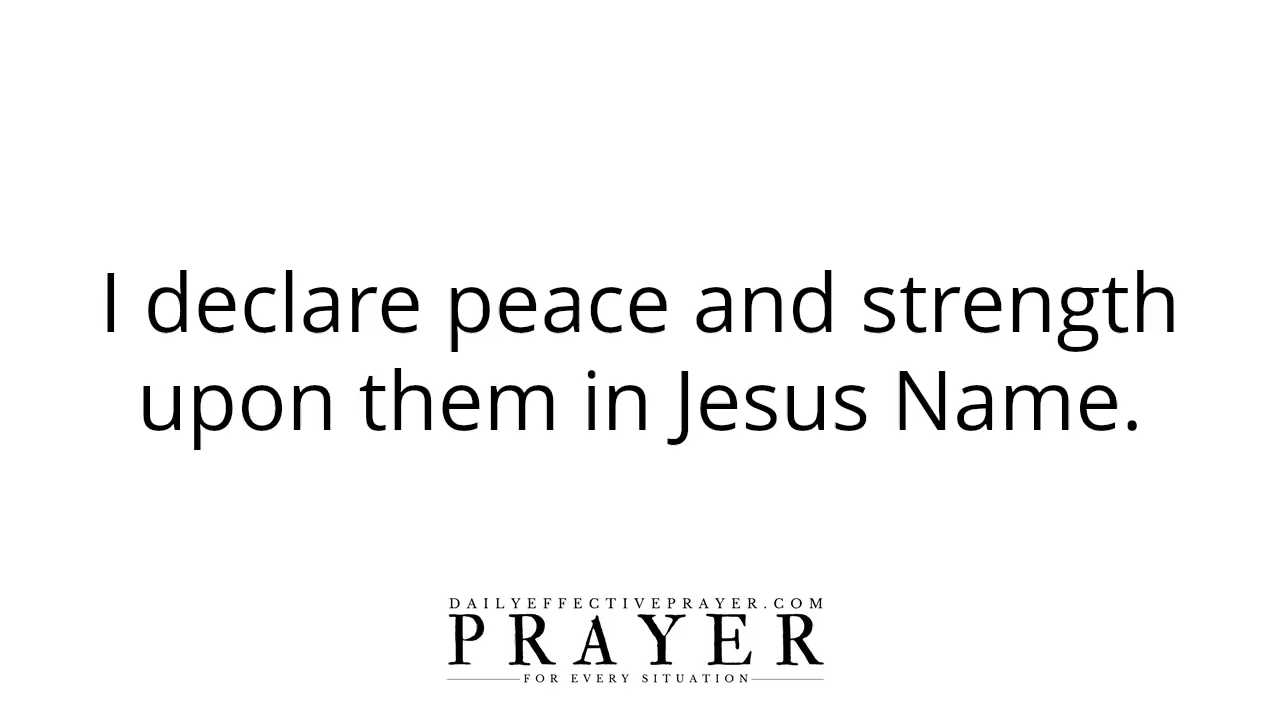 I declare peace and strength
upon them in Jesus Name.
DAILYEFFECTIVEPRAYER.COM
PRAYER
FOR EVERY SITUATION